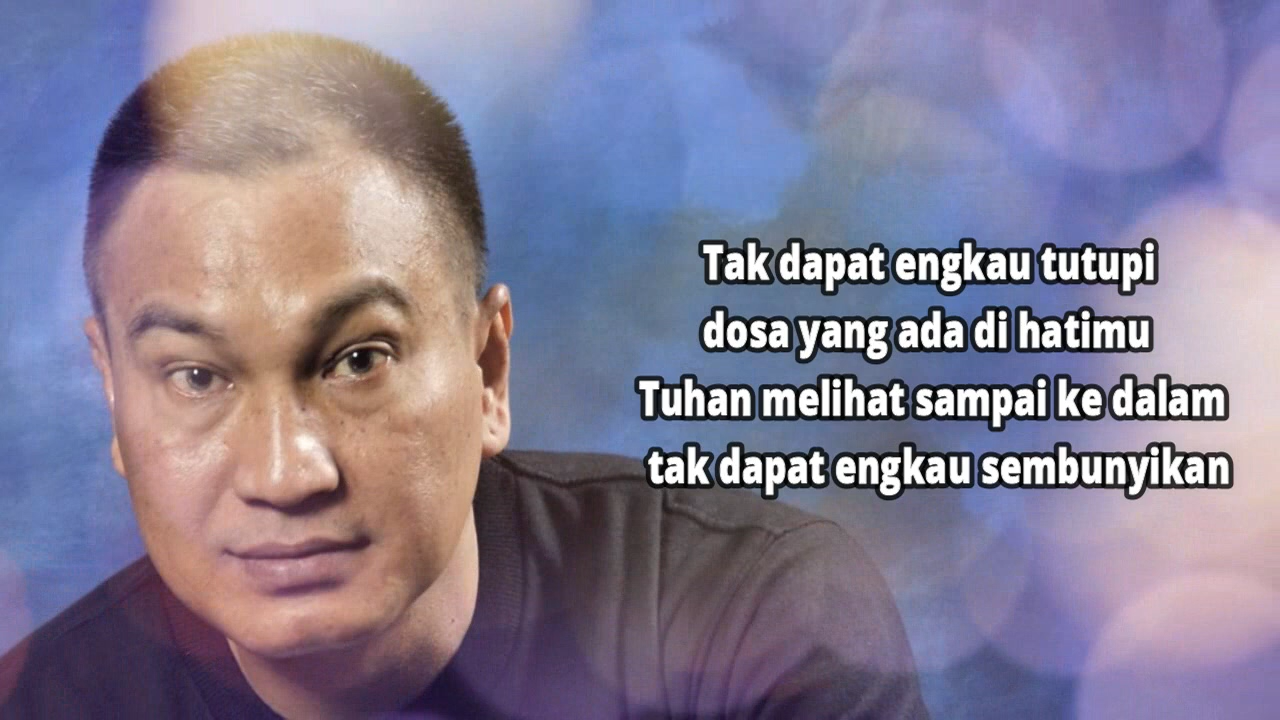 Tak dapat engkau tutupi
dosa yang ada di hatimu
Tuhan melihat sampai ke dalam
tak dapat engkau sembunyikan